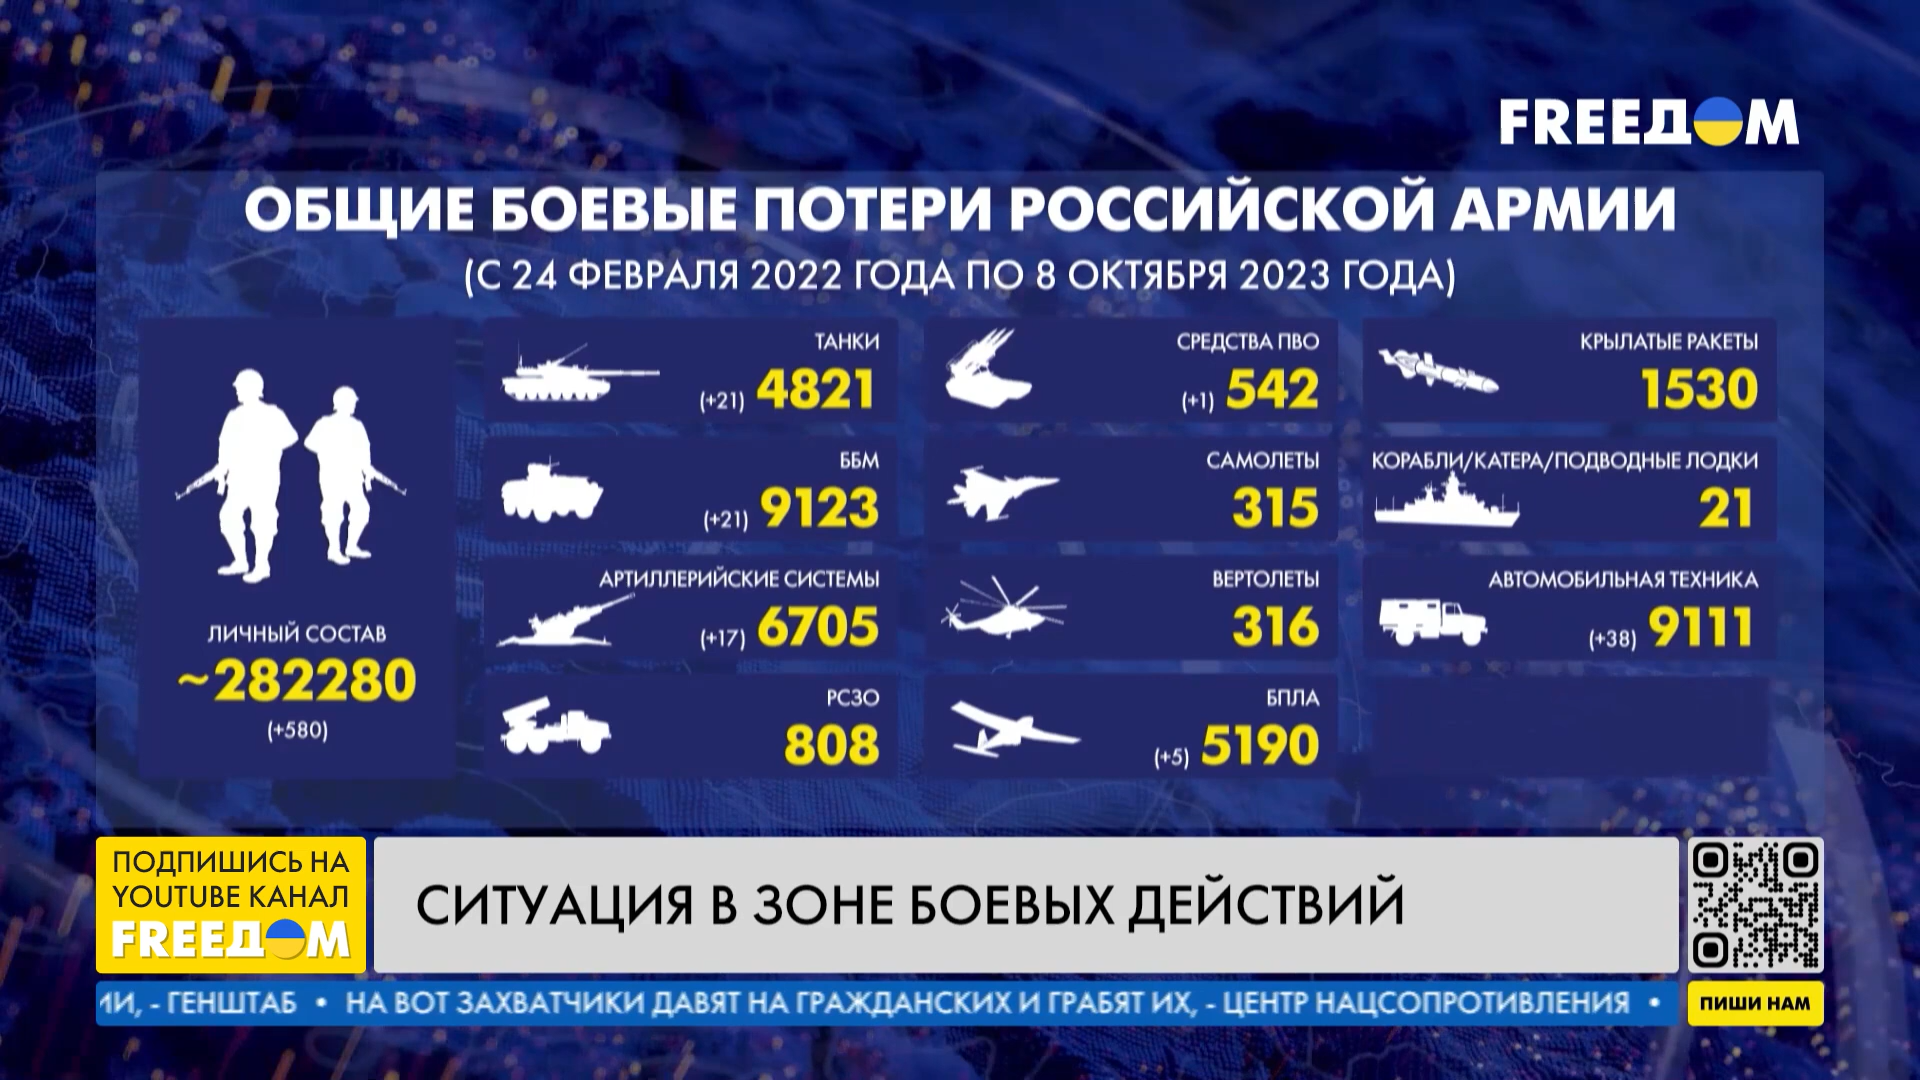 FREEДOM
ОБЩИЕ БОЕВЫЕ ПОТЕРИ РОССИЙСКОЙ АРМИИ
(С 24 ФЕВРАЛЯ 2022 ГОДА ПО 8 ОКТЯБРЯ 2023 ГОДА)
ЛИЧНЫЙ СОСТАВ
~282280
(+580)
ТАНКИ
(+21) 4821
ББМ
(+21) 9123
АРТИЛЛЕРИЙСКИЕ СИСТЕМЫ
(+17) 6705
РСЗО
808
СРЕДСТВА ПВО
(+1) 542
САМОЛЕТЫ
315
ВЕРТОЛЕТЫ
316
БПЛА
(+5) 5190
КРЫЛАТЫЕ РАКЕТЫ
1530
КОРАБЛИ/КАТЕРА/ПОДВОДНЫЕ ЛОДКИ
21
АВТОМОБИЛЬНАЯ ТЕХНИКА
(+38) 9111
ПОДПИШИСЬ НА
YOUTUBE КАНАЛ
FREEДOM
СИТУАЦИЯ В ЗОНЕ БОЕВЫХ ДЕЙСТВИЙ
ИИ, - ГЕНШТАБ • НА ВОТ ЗАХВАТЧИКИ ДАВЯТ НА ГРАЖДАНСКИХ И ГРАБЯТ ИХ, - ЦЕНТР НАЦСОПРОТИВЛЕНИЯ •
ПИШИ НАМ